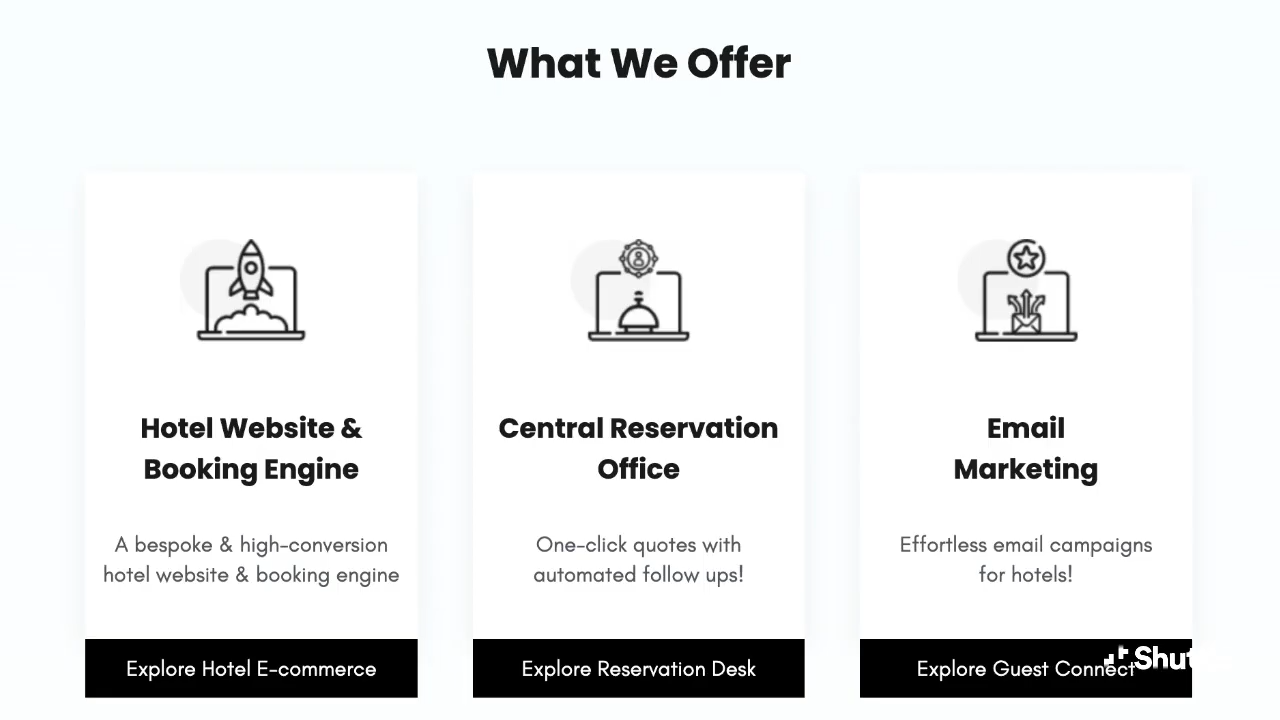 What We Offer
Hotel Website &
Booking Engine
A bespoke & high-conversion
hotel website & booking engine
Explore Hotel E-commerce
Central Reservation
Office
One-click quotes with
automated follow ups!
Explore Reservation Desk
Email
Marketing
Effortless email campaigns
for hotels!
Explore Guest Connect